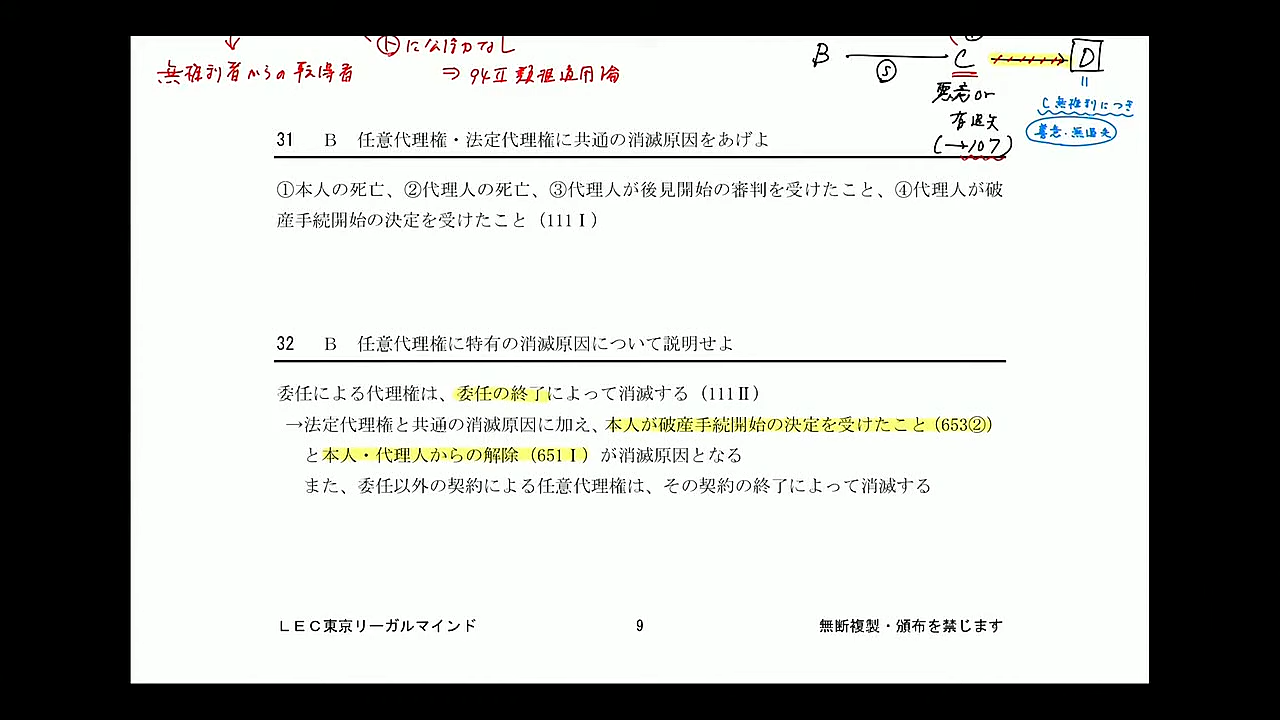 トに公信力なし
無権利者からの取得者
⇒ 94Ⅱ類推適用論
B
S
C
D
悪者or
有過失
(→107)
C無権利につき
善意・無過失
31 B 任意代理権・法定代理権に共通の消滅原因をあげよ
①本人の死亡、②代理人の死亡、③代理人が後見開始の審判を受けたこと、④代理人が破
産手続開始の決定を受けたこと（111Ⅰ）
32 B 任意代理権に特有の消滅原因について説明せよ
委任による代理権は、委任の終了によって消滅する（111Ⅱ）
→法定代理権と共通の消滅原因に加え、本人が破産手続開始の決定を受けたこと（653②）
と本人・代理人からの解除（651Ⅰ）が消滅原因となる
また、委任以外の契約による任意代理権は、その契約の終了によって消滅する
ＬＥＣ東京リーガルマインド
9
無断複製・頒布を禁じます